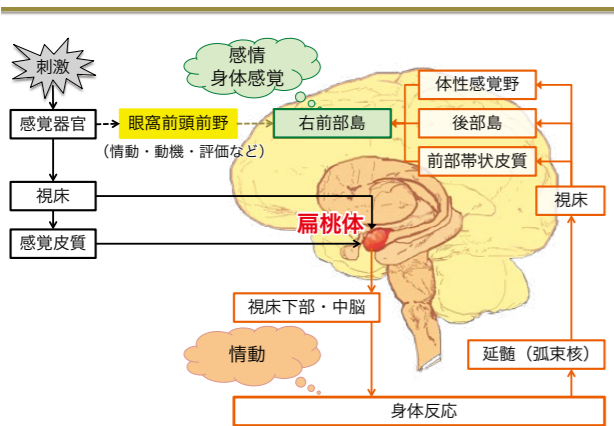 刺激
感情
身体感覚
体性感覚野
感覚器官
眼窩前頭前野
右前部島
後部島
（情動・動機・評価など）
前部帯状皮質
視床
視床
扁桃体
感覚皮質
視床下部・中脳
情動
延髄（弧束核）
身体反応